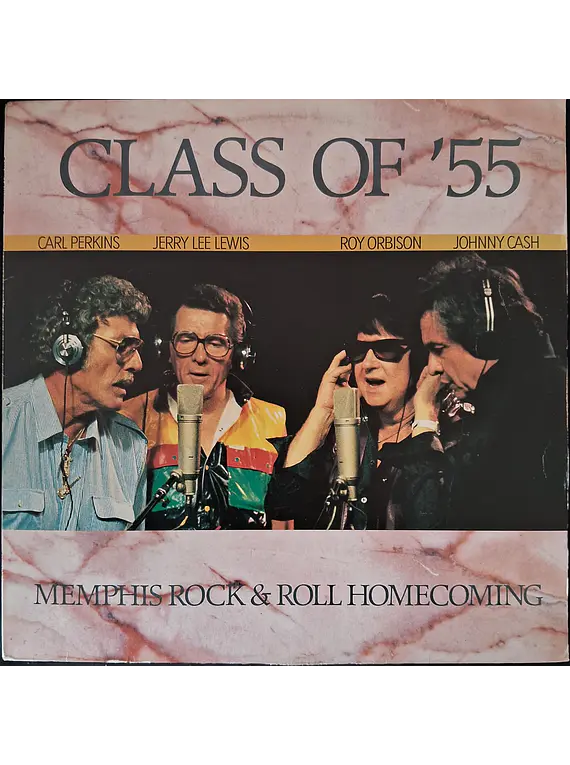 CLASS OF '55
CARL PERKINS JERRY LEE LEWIS ROY ORBISON JOHNNY CASH
MEMPHIS ROCK & ROLL HOMECOMING